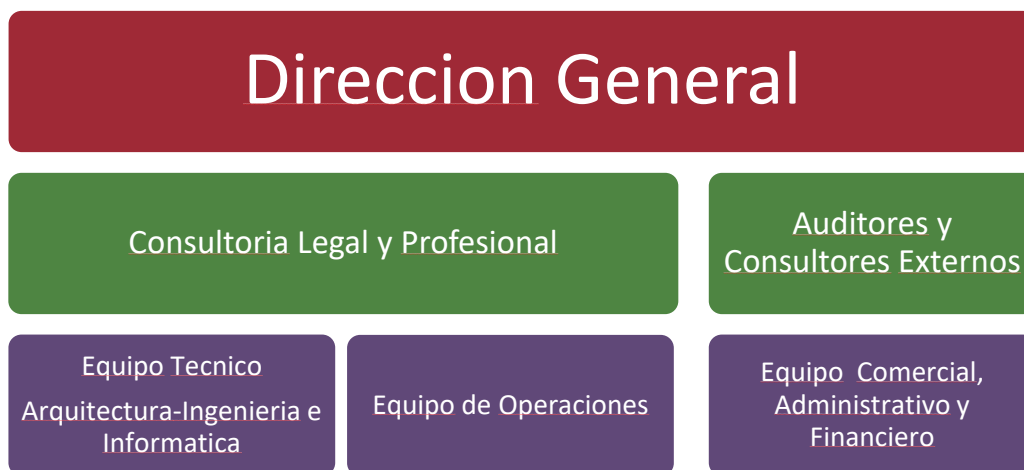 Direccion General
Consultoria Legal y Profesional
Auditores y
Consultores Externos
Equipo Tecnico
Arquitectura-Ingenieria e
Informatica
Equipo de Operaciones
Equipo Comercial,
Administrativo y
Financiero